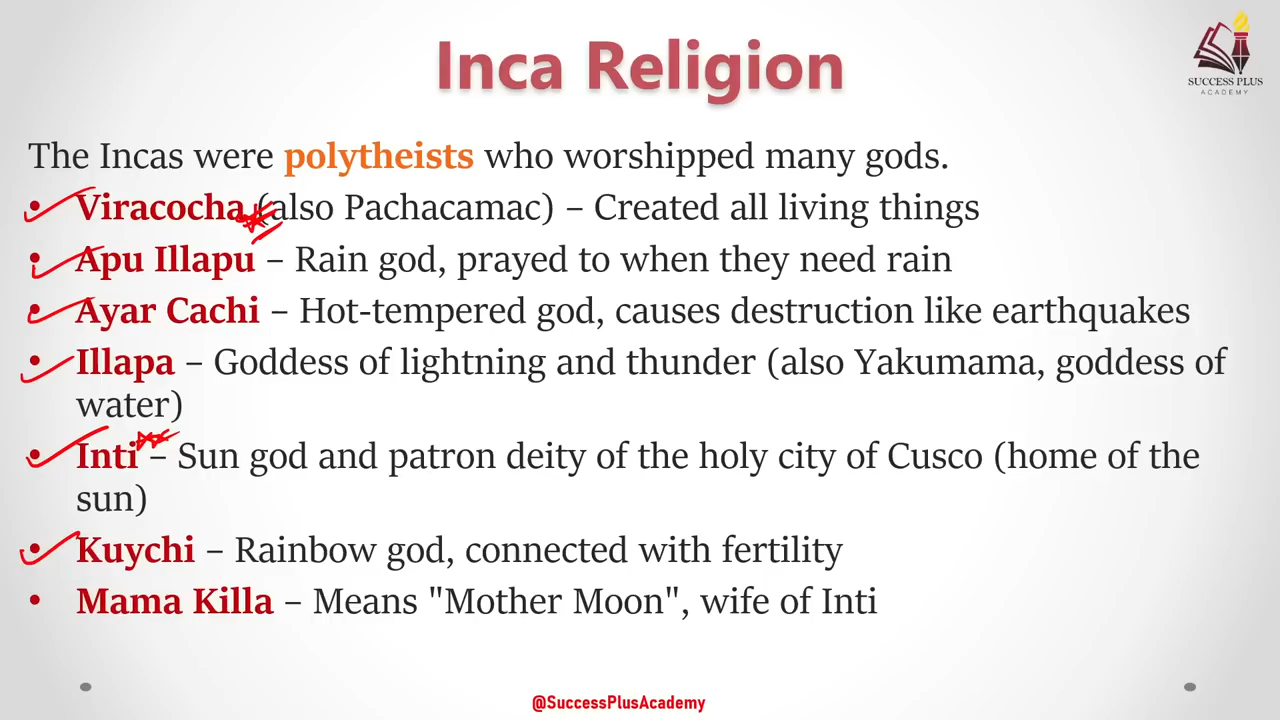 Inca Religion
SUCCESS PLUS
ACADEMY
The Incas were polytheists who worshipped many gods.
• Viracocha (also Pachacamac) – Created all living things
• Apu Illapu – Rain god, prayed to when they need rain
• Ayar Cachi – Hot-tempered god, causes destruction like earthquakes
• Illapa – Goddess of lightning and thunder (also Yakumama, goddess of
water)
• Inti – Sun god and patron deity of the holy city of Cusco (home of the
sun)
• Kuychi – Rainbow god, connected with fertility
• Mama Killa – Means "Mother Moon", wife of Inti
@SuccessPlusAcademy